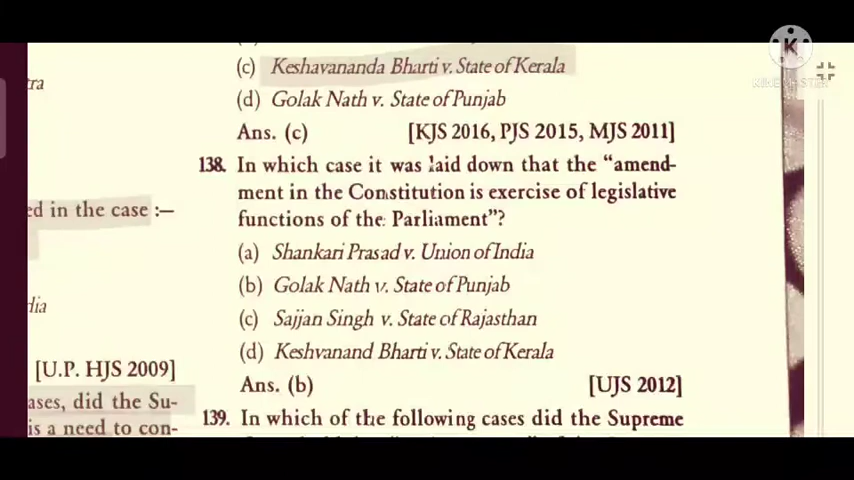 (c) Keshavananda Bharti v. State of Kerala
tra
(d) Golak Nath v. State of Punjab
Ans. (c) [KJS 2016, PJS 2015, MJS 2011]
138. In which case it was laid down that the “amend-
ment in the Constitution is exercise of legislative
functions of the Parliament”?
ed in the case :—
(a) Shankari Prasad v. Union of India
(b) Golak Nath v. State of Punjab
dia
(c) Sajjan Singh v. State of Rajasthan
(d) Keshvanand Bharti v. State of Kerala
[U.P. HJS 2009]
Ans. (b) [UJS 2012]
ases, did the Su-
is a need to con-
139. In which of the following cases did the Supreme
K
KINEMASTER